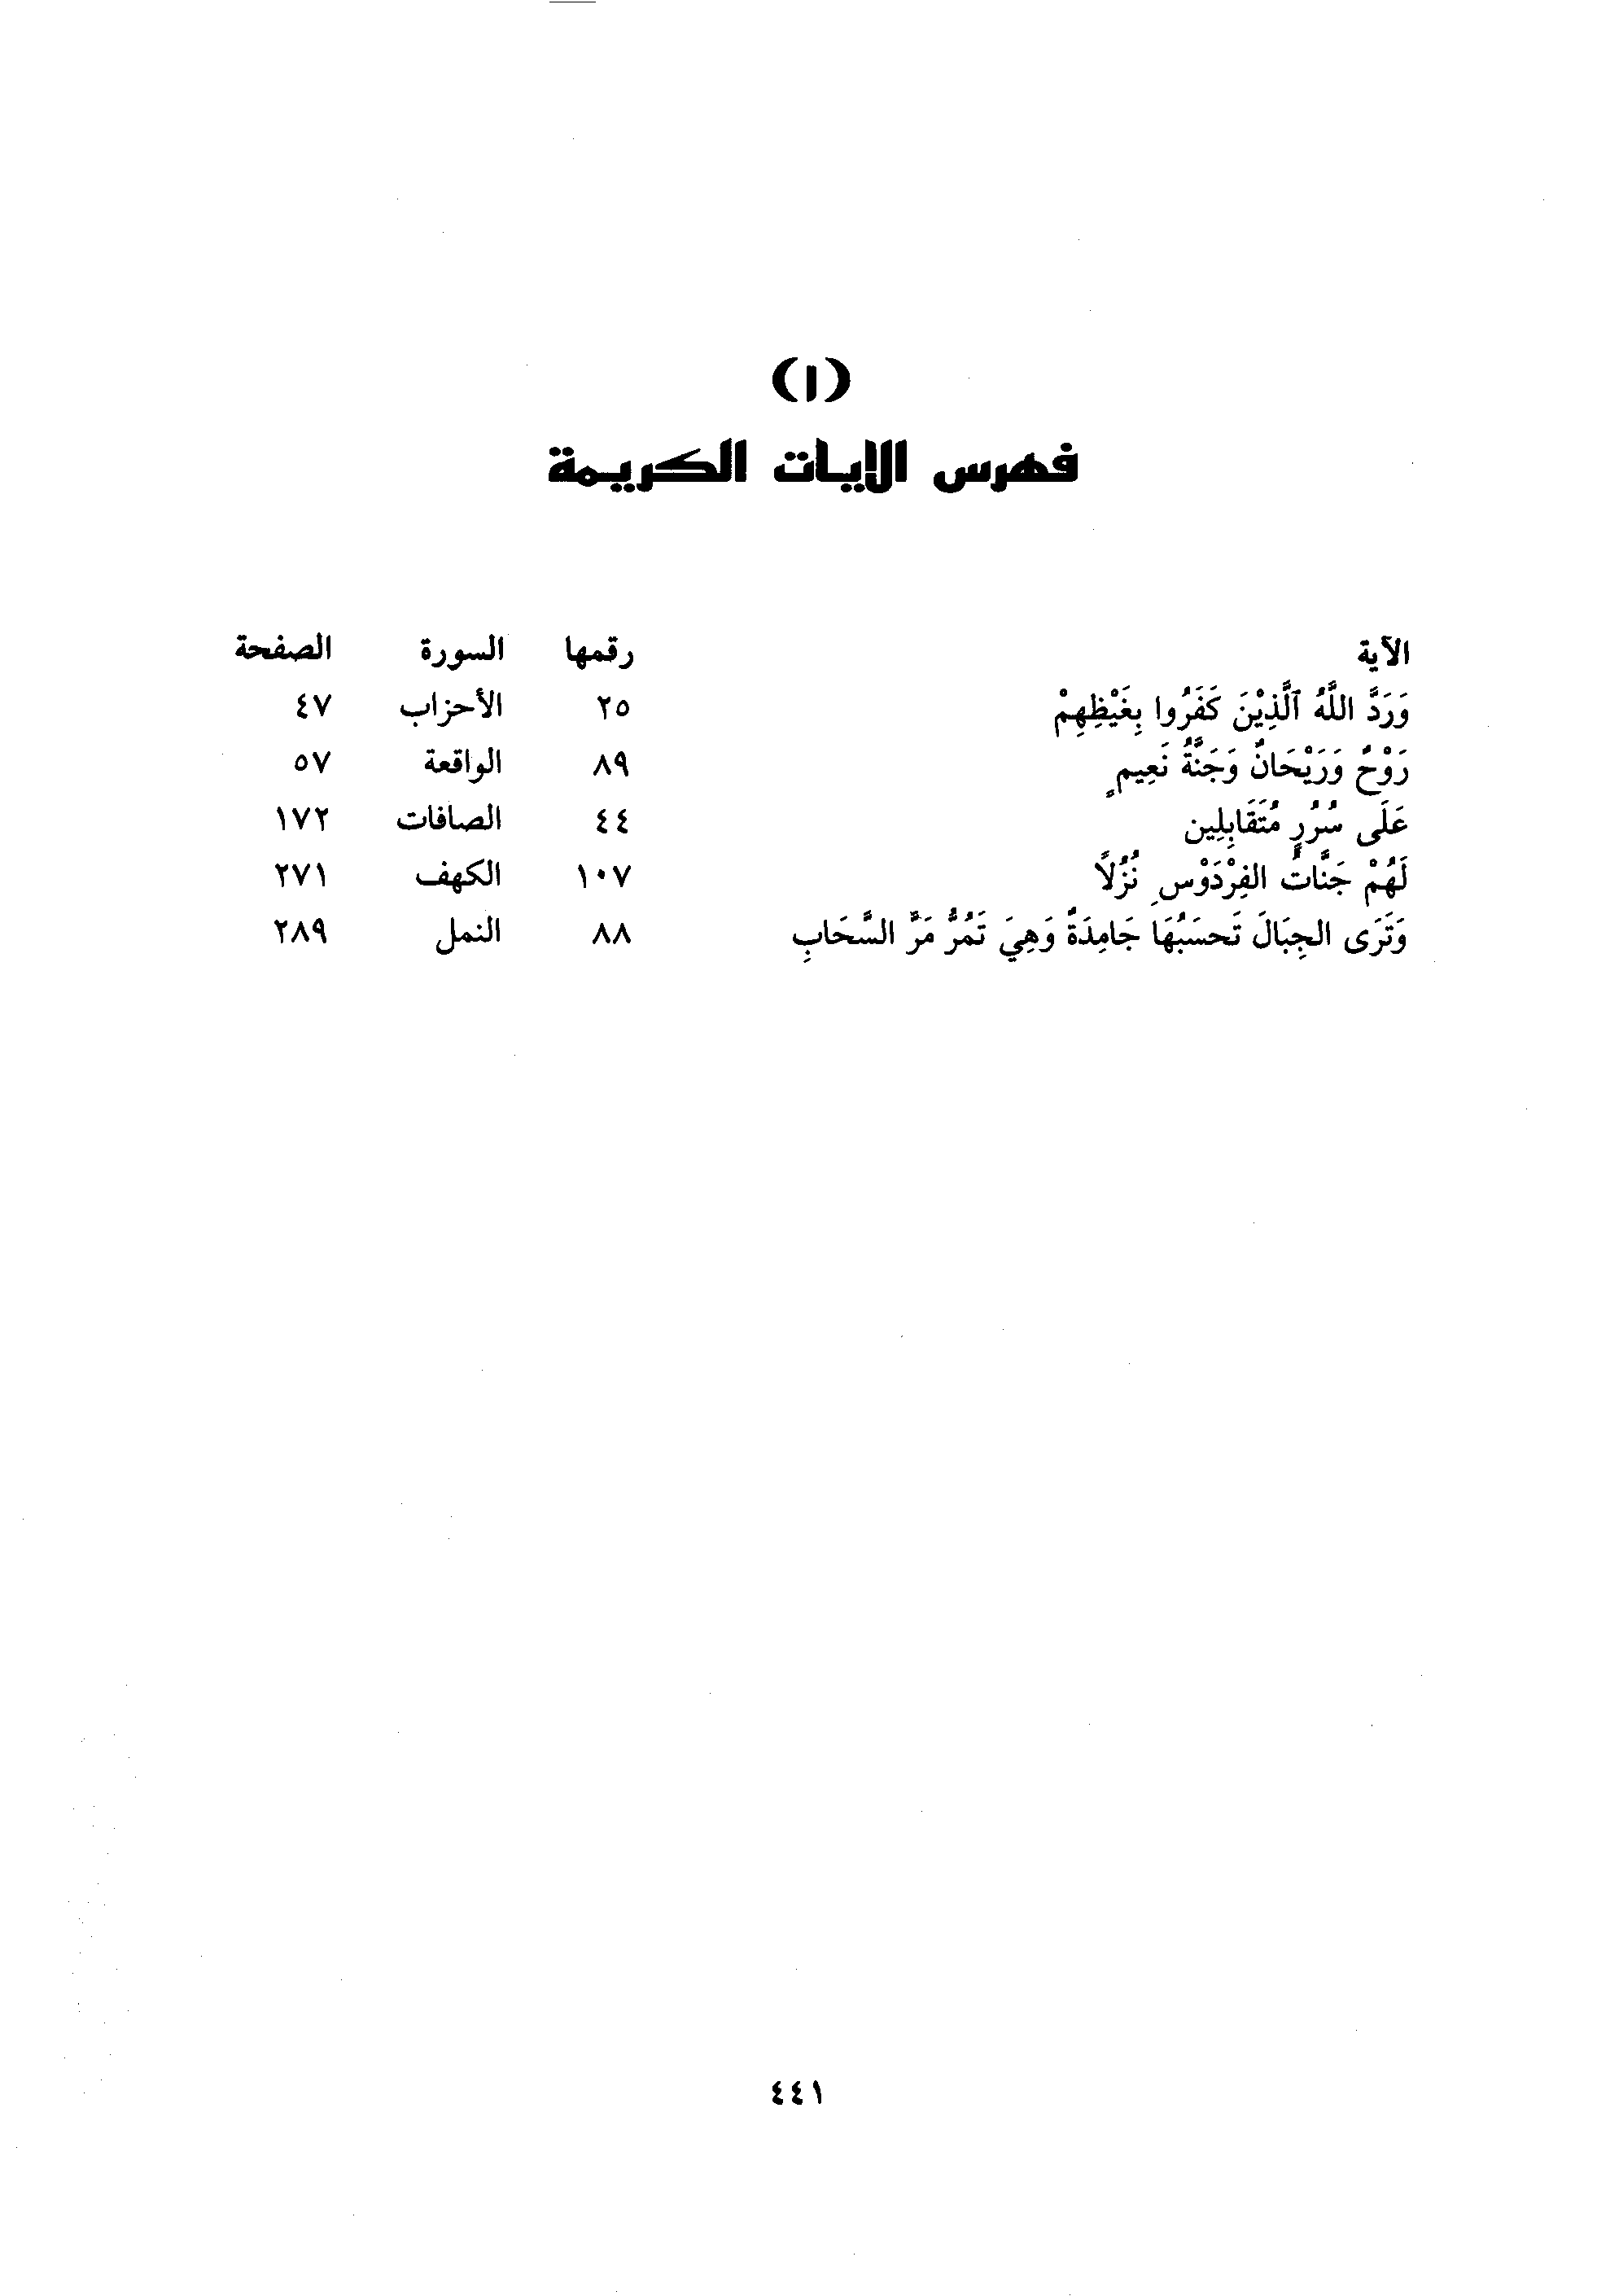 (١)
فهرس الآيات الكريمة
الآية رقمها السورة الصفحة
وَرَدَّ اللَّهُ ٱلَّذِيْنَ كَفَرُوا بِغَيْظِهِمْ ٢٥ الأحزاب ٤٧
رَوْحٌ وَرَيْحَانٌ وَجَنَّةُ نَعِيمٍ ٨٩ الواقعة ٥٧
عَلَى سُرُرٍ مُتَقَابِلِين ٤٤ الصافات ١٧٢
لَهُمْ جَنَّاتُ الفِرْدَوْسِ نُزُلاً ١٠٧ الكهف ٢٧١
وَتَرَى الجِبَالَ تَحسَبُهَا جَامِدَةً وَهِيَ تَمُرُّ مَرَّ السَّحَابِ ٨٨ النمل ٢٨٩
٤٤١